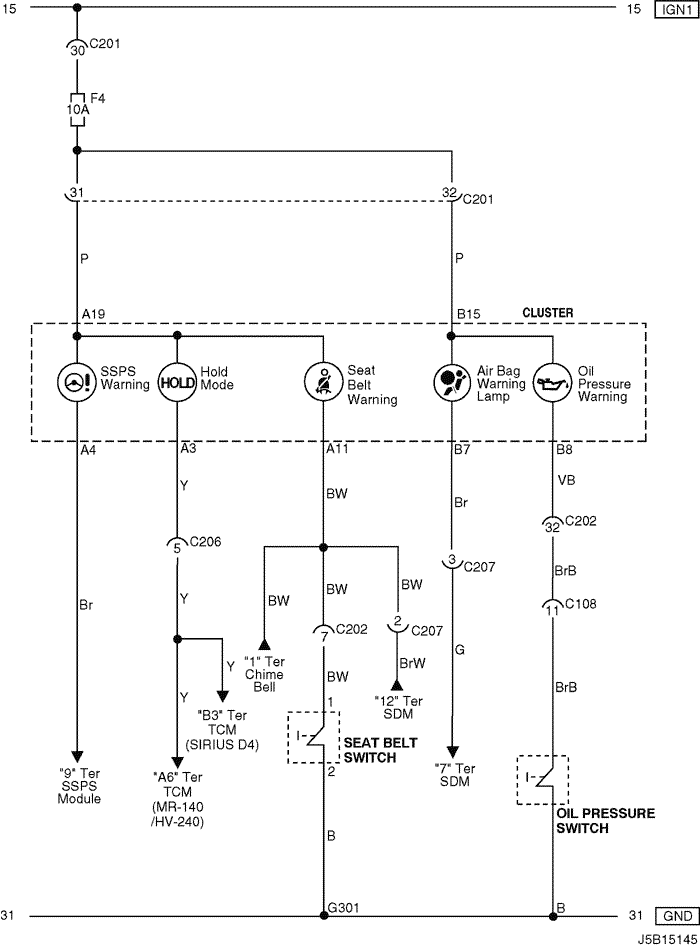 15
15 IGN1
30 C201
F4
10A
31
32 C201
P
P
A19
B15 CLUSTER
SSPS
Warning
HOLD
Hold
Mode
Seat
Belt
Warning
Air Bag
Warning
Lamp
Oil
Pressure
Warning
A4
A3
A11
B7
B8
Y
BW
Br
VB
5 C206
32 C202
3 C207
BrB
Br
Y
BW
BW
BW
11 C108
7 C202
2 C207
Y
Y
G
"1" Ter
Chime
Bell
BW
BrW
BrB
"B3" Ter
TCM
(SIRIUS D4)
1
"12" Ter
SDM
SEAT BELT
SWITCH
2
"9" Ter
SSPS
Module
"A6" Ter
TCM
(MR-140
/HV-240)
"7" Ter
SDM
OIL PRESSURE
SWITCH
B
G301
B
31
31 GND
J5B15145